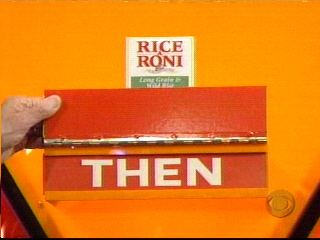 RICE
A
RONI
Long Grain &
Wild Rice
THEN